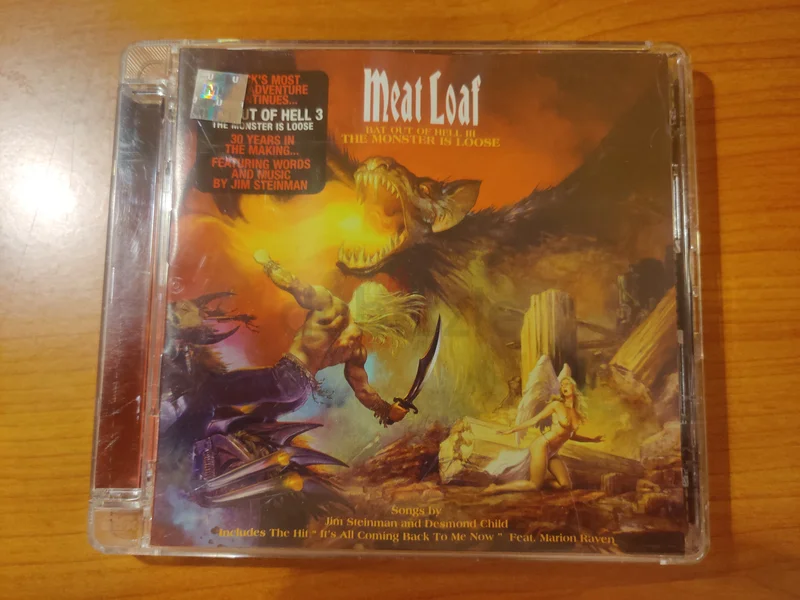 Meat Loaf
BAT OUT OF HELL III
THE MONSTER IS LOOSE
MOST
OUT OF HELL 3
THE MONSTER IS LOOSE
30 YEARS IN
THE MAKING...
FEATURING WORDS
AND MUSIC
BY JIM STEINMAN
Songs by
Jim Steinman and Desmond Child
Includes The Hit " It's All Coming Back To Me Now " Feat. Marion Raven